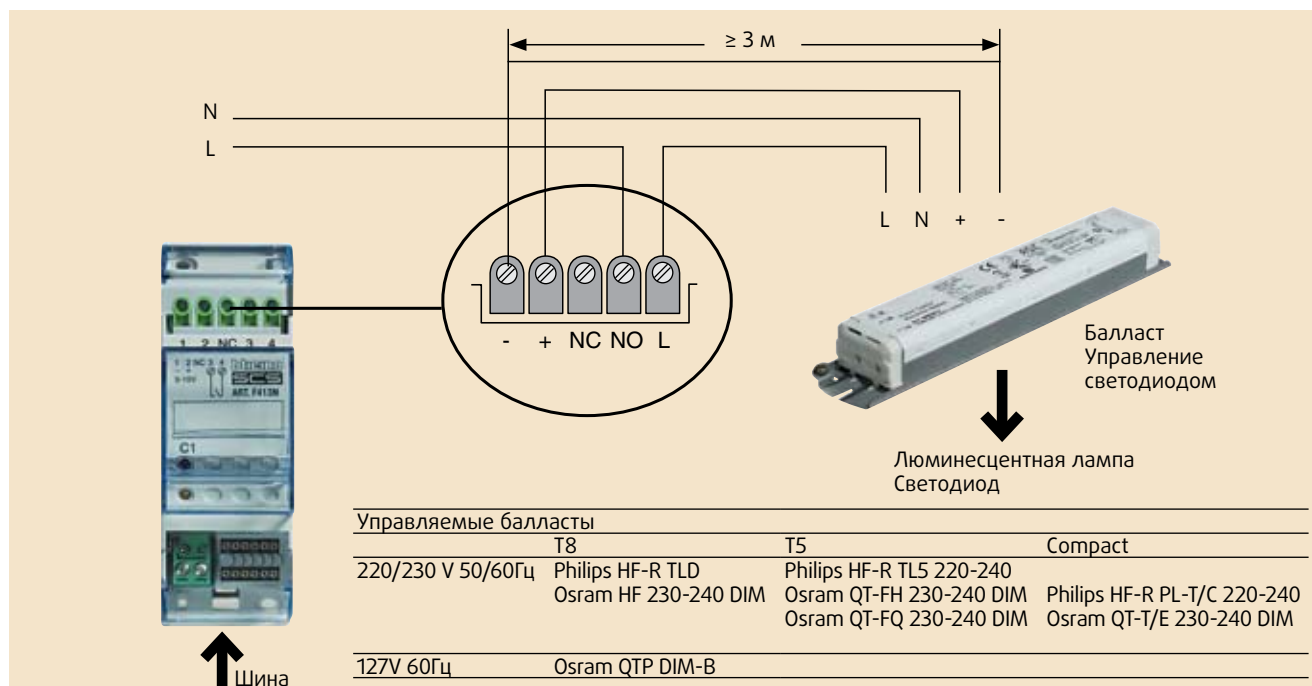 ≥ 3 м
N
L
L N + -
- + NC NO L
1 2 NC 3 4
1 2 NC 3 4
- +
0-10V
bticino
SCS
ART. F413N
C1
Балласт
Управление
светодиодом
Люминесцентная лампа
Светодиод
Управляемые балласты
T8 T5 Compact
220/230 V 50/60Гц Philips HF-R TLD Philips HF-R TL5 220-240
Osram HF 230-240 DIM Osram QT-FH 230-240 DIM Philips HF-R PL-T/C 220-240
Osram QT-FQ 230-240 DIM Osram QT-T/E 230-240 DIM
127V 60Гц Osram QTP DIM-B
Шина